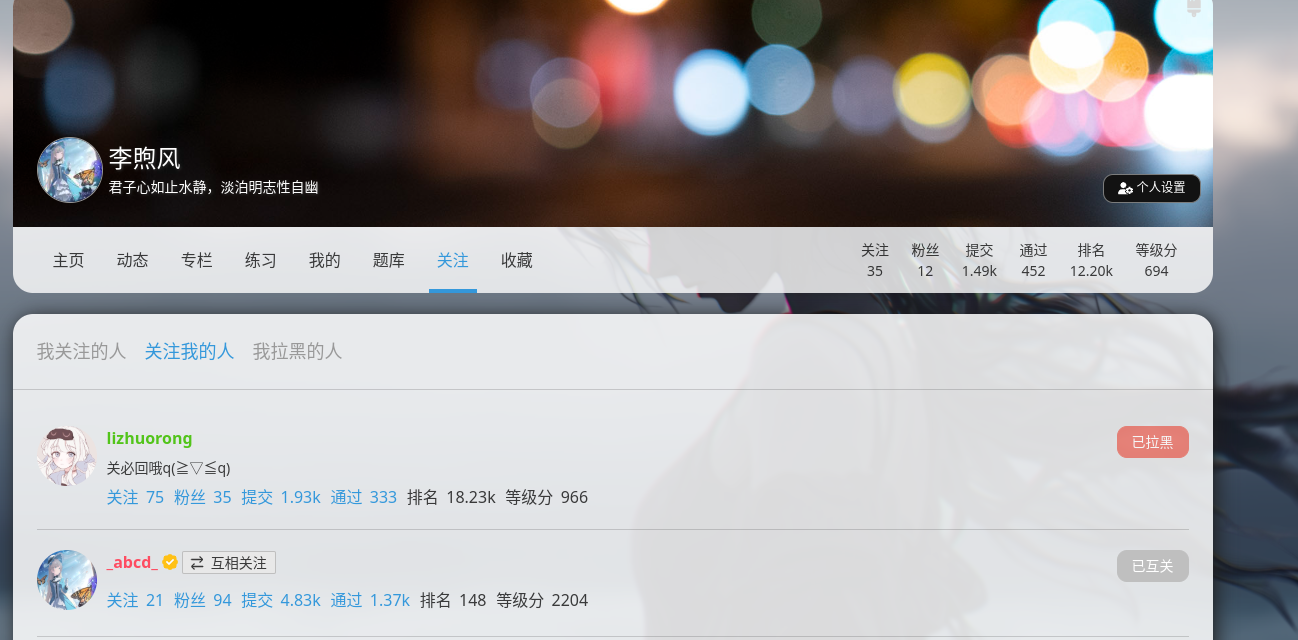 李煦风
君子心如止水静，淡泊明志性自幽
个人设置
主页 动态 专栏 练习 我的 题库 关注 收藏
关注 粉丝 提交 通过 排名 等级分
35 12 1.49k 452 12.20k 694
我关注的人 关注我的人 我拉黑的人
lizhuorong
已拉黑
关必回哦q(≧▽≦q)
关注 75 粉丝 35 提交 1.93k 通过 333 排名 18.23k 等级分 966
_abcd_ 互相关注
已互关
关注 21 粉丝 94 提交 4.83k 通过 1.37k 排名 148 等级分 2204